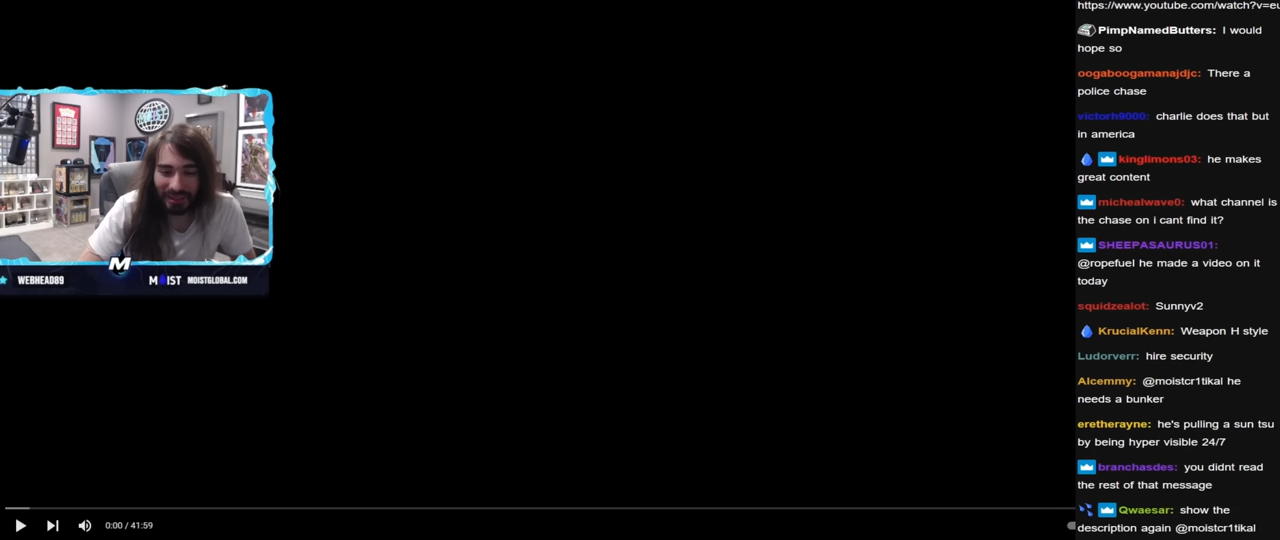 WEBHEAD89
MOIST
MOISTGLOBAL.COM
0:00 / 41:59
https://www.youtube.com/watch?v=eu
PimpNamedButters: I would
hope so
oogaboogamanajdjc: There a
police chase
victorh9000: charlie does that but
in america
kinglimons03: he makes
great content
michealwave0: what channel is
the chase on i cant find it?
SHEEPASAURUS01:
@ropefuel he made a video on it
today
squidzealot: Sunnyv2
KrucialKenn: Weapon H style
Ludorverr: hire security
Alcemmy: @moistcr1tikal he
needs a bunker
eretherayne: he's pulling a sun tsu
by being hyper visible 24/7
branchasdes: you didnt read
the rest of that message
Qwaesar: show the
description again @moistcr1tikal